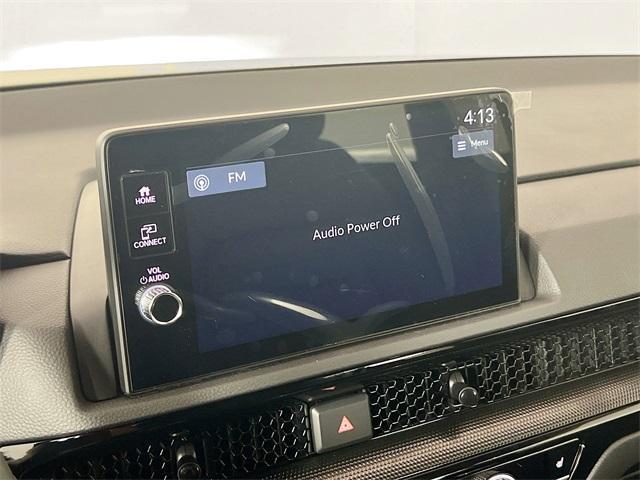 4:13
Menu
FM
HOME
Audio Power Off
CONNECT
VOL
AUDIO